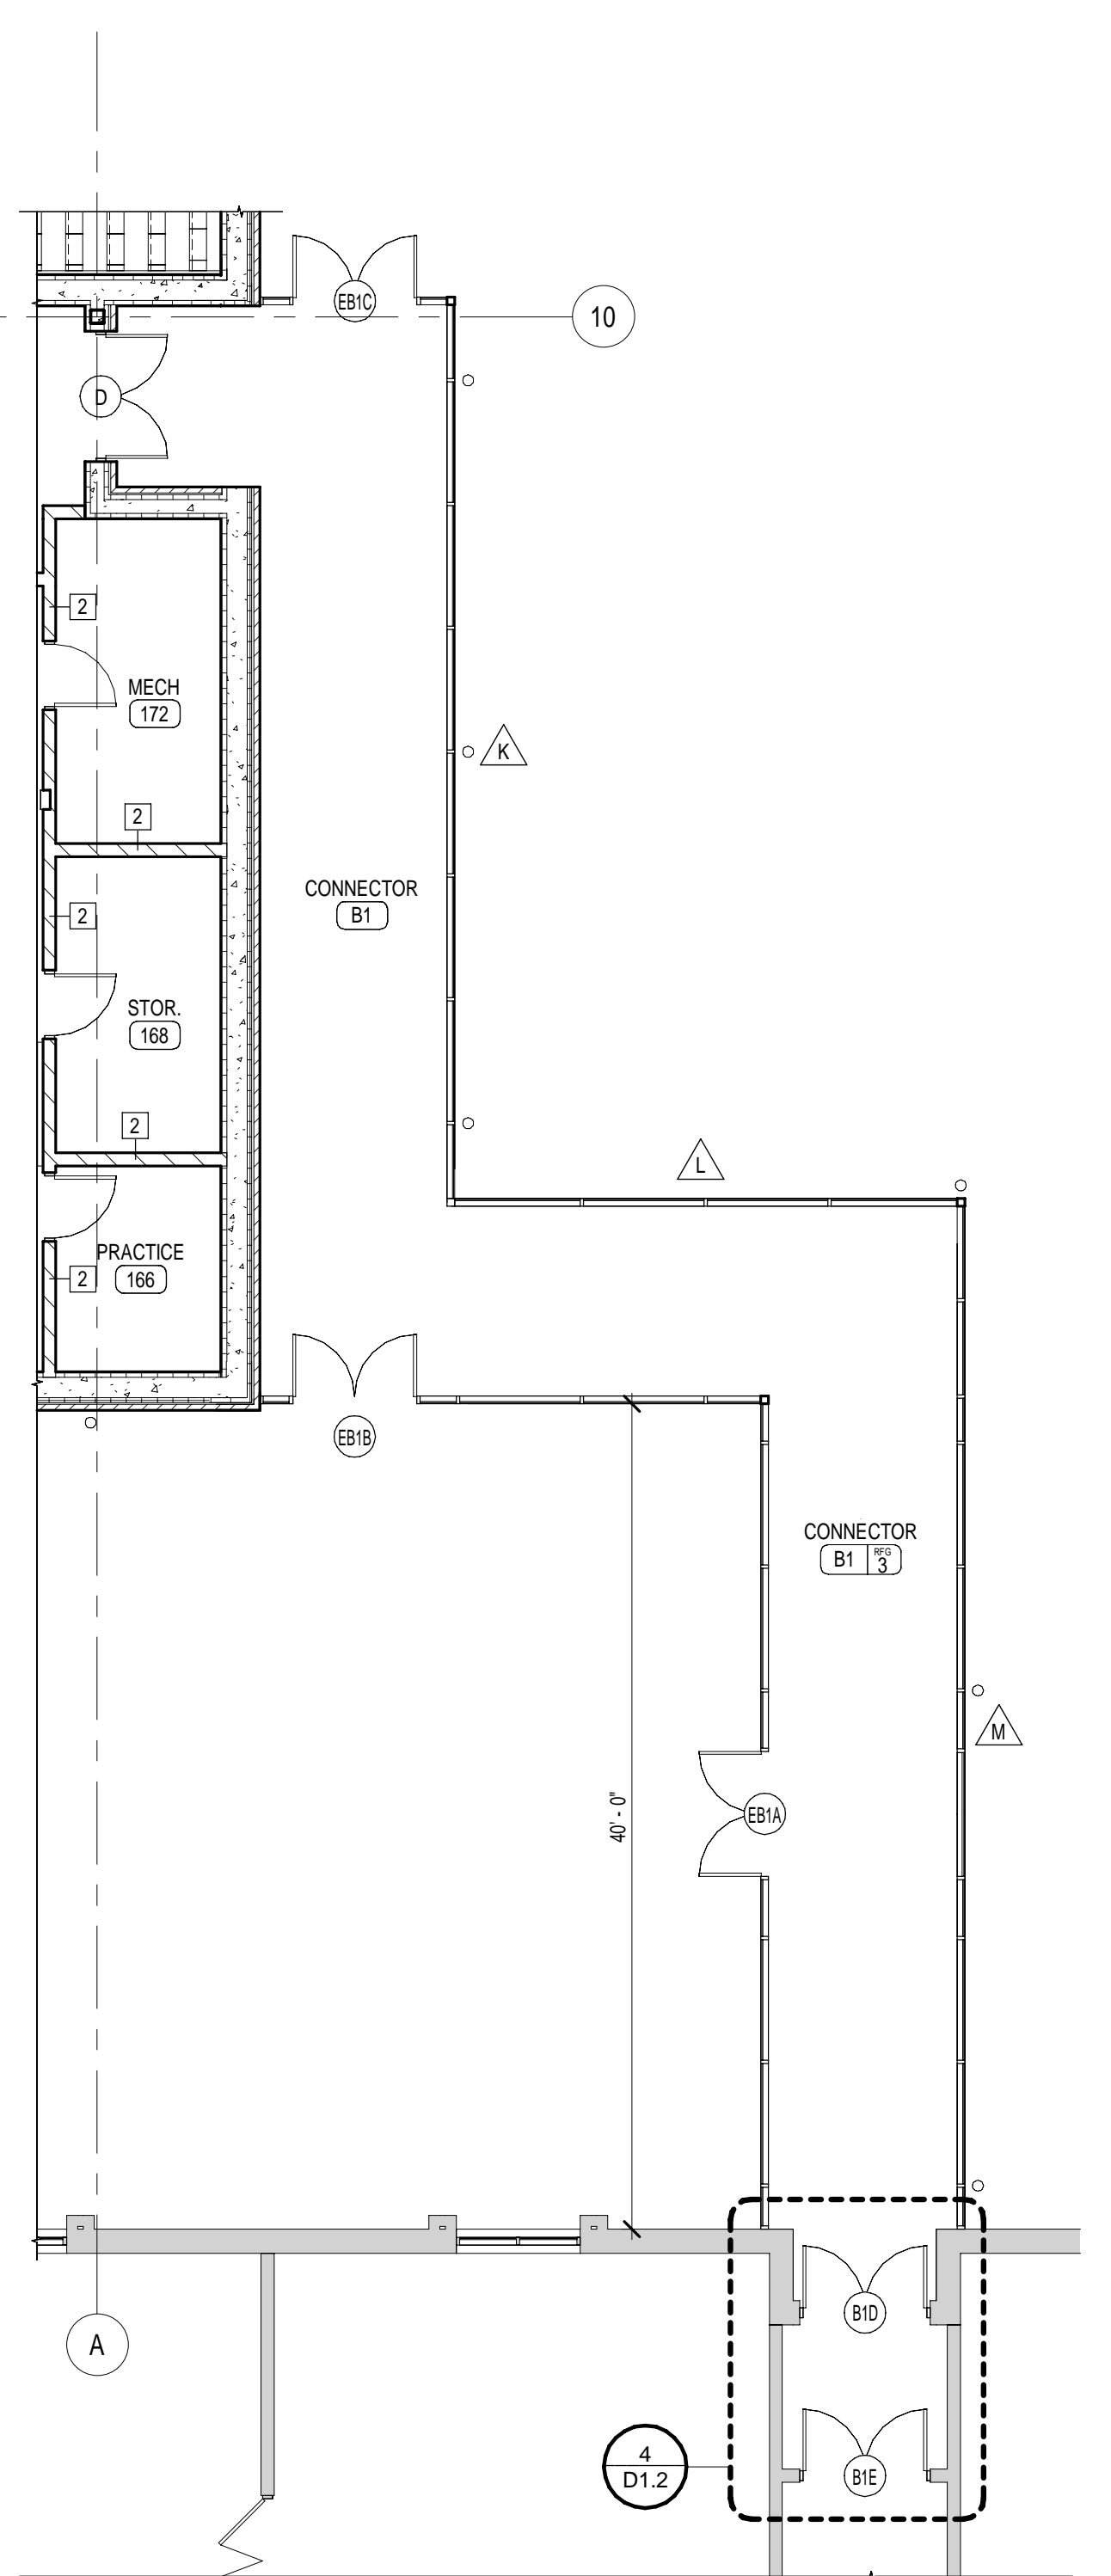 EB1C
10
D
2
MECH
172
K
2
CONNECTOR
B1
2
STOR.
168
2
L
PRACTICE
166
2
EB1B
CONNECTOR
B1 RFG 3
M
40' - 0"
EB1A
B1D
A
4
D1.2
B1E